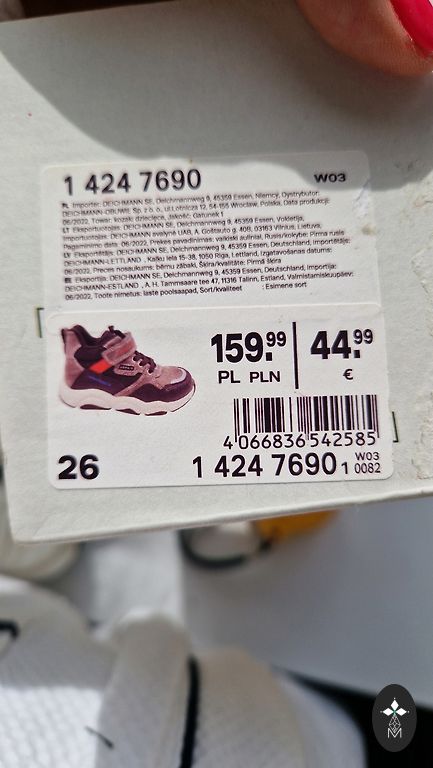 1 424 7690
W03
PL Importer: DEICHMANN SE, Deichmannweg 9, 45359 Essen, Niemcy, Dystrybutor:
DEICHMANN-OBUWIE Sp. z o. o., ul.Lotnicza 12, 54-155 Wrocław, Polska, Data produkcji:
06/2022, Towar: kozaki dziecięce, Jakość: Gatunek 1
LT Eksportuotojas: DEICHMANN SE, Deichmannweg 9, 45359 Essen, Vokietija,
Importuotojas: DEICHMANN avalynė UAB, A. Goštauto g. 40B, 03163 Vilnius, Lietuva,
Pagaminimo data: 06/2022, Prekės pavadinimas: vaikiški auliniai, Rusis/kokybe: Pirma rusis
LV Eksportētājs: DEICHMANN SE, Deichmannweg 9, 45359 Essen, Deutschland, Importētājs:
DEICHMANN-LETTLAND, Kalku iela 15-3B, 1050 Riga, Lettland, Izgatavošanas datums:
06/2022, Preces nosaukums: bērnu zābaki, Šķira/kvalitāte: Pirmā šķira
EE Eksportija: DEICHMANN SE, Deichmannweg 9, 45359 Essen, Deutschland, Importija:
DEICHMANN-ESTLAND, A. H. Tammsaare tee 47, 11316 Tallinn, Estland, Valmistamiskuupäev:
06/2022, Toote nimetus: laste poolsaapad, Sort/kvaliteet : Esimene sort
159.99 44.99
PL PLN €
4 066836 542585
26
1 424 7690 1
W03
0082
M